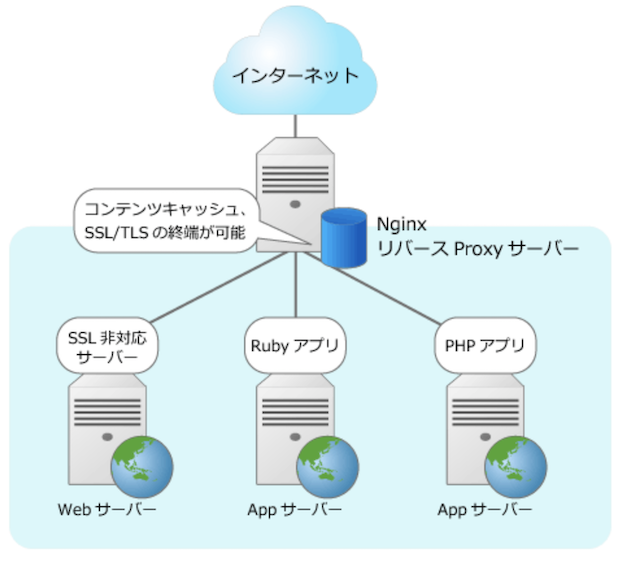 インターネット
コンテンツキャッシュ、
SSL/TLS の終端が可能
Nginx
リバース Proxy サーバー
SSL 非対応
サーバー
Ruby アプリ
PHP アプリ
Web サーバー
App サーバー
App サーバー